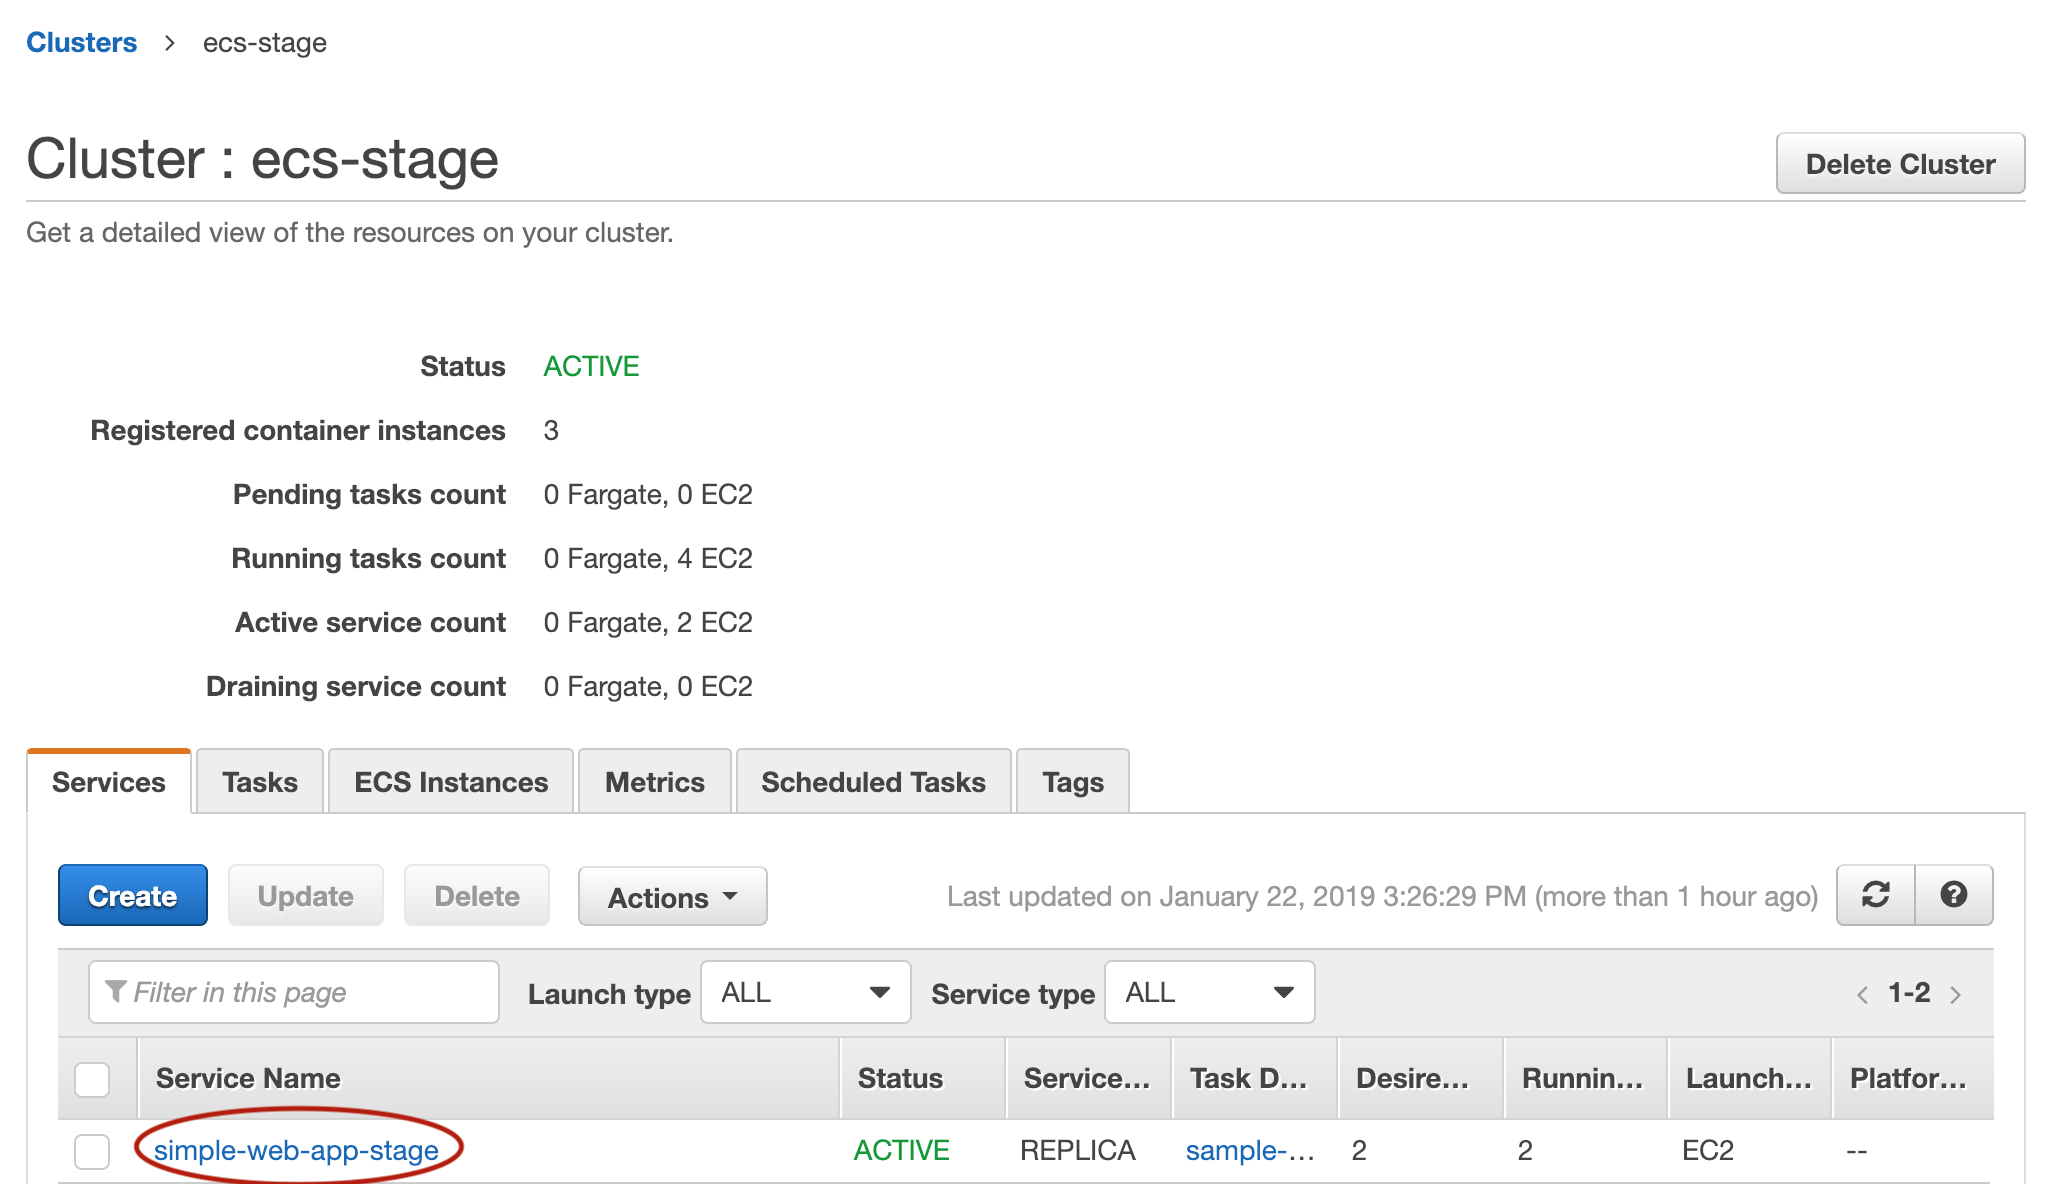 Clusters > ecs-stage
Cluster : ecs-stage
Delete Cluster
Get a detailed view of the resources on your cluster.
Status ACTIVE
Registered container instances 3
Pending tasks count 0 Fargate, 0 EC2
Running tasks count 0 Fargate, 4 EC2
Active service count 0 Fargate, 2 EC2
Draining service count 0 Fargate, 0 EC2
Services Tasks ECS Instances Metrics Scheduled Tasks Tags
Create Update Delete Actions Last updated on January 22, 2019 3:26:29 PM (more than 1 hour ago) ?
Filter in this page Launch type ALL Service type ALL < 1-2 >
Service Name Status Service... Task D... Desire... Runnin... Launch... Platfor...
simple-web-app-stage ACTIVE REPLICA sample-... 2 2 EC2 --